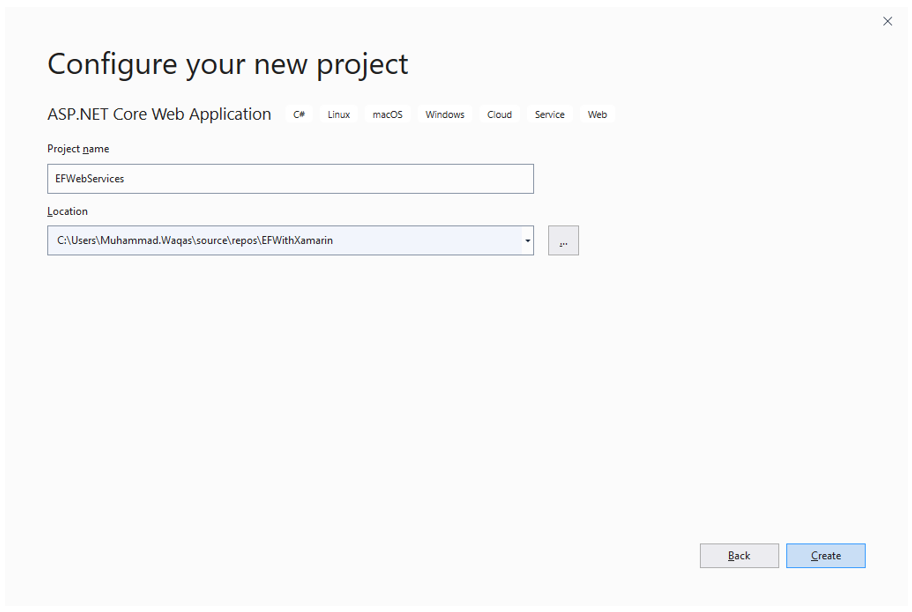 Configure your new project
ASP.NET Core Web Application C# Linux macOS Windows Cloud Service Web
Project name
EFWebServices
Location
C:\Users\Muhammad.Waqas\source\repos\EFWithXamarin
...
Back Create